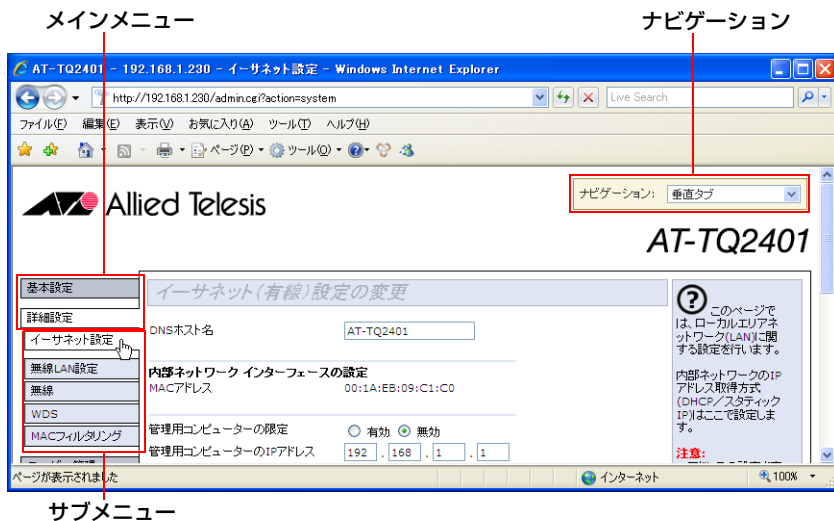 メインメニュー
ナビゲーション
AT-TQ2401 - 192.168.1.230 - イーサネット設定 - Windows Internet Explorer
http://192.168.1.230/admin.cgi?action=system
Live Search
ファイル(F) 編集(E) 表示(V) お気に入り(A) ツール(T) ヘルプ(H)
ページ(P) ツール(O)
Allied Telesis
ナビゲーション: 垂直タブ
AT-TQ2401
基本設定
詳細設定
イーサネット設定
無線LAN設定
無線
WDS
MACフィルタリング
イーサネット(有線)設定の変更
DNSホスト名 AT-TQ2401
内部ネットワーク インターフェースの設定
MACアドレス 00:1A:EB:09:C1:C0
管理用コンピューターの限定 有効 無効
管理用コンピューターのIPアドレス 192 . 168 . 1 . 1
このページで
は、ローカルエリアネ
ットワーク(LAN)に関
する設定を行います。
内部ネットワークのIP
アドレス取得方式
(DHCP/スタティック
IP)はここで設定しま
す。
注意:
ページが表示されました
インターネット
100%
サブメニュー